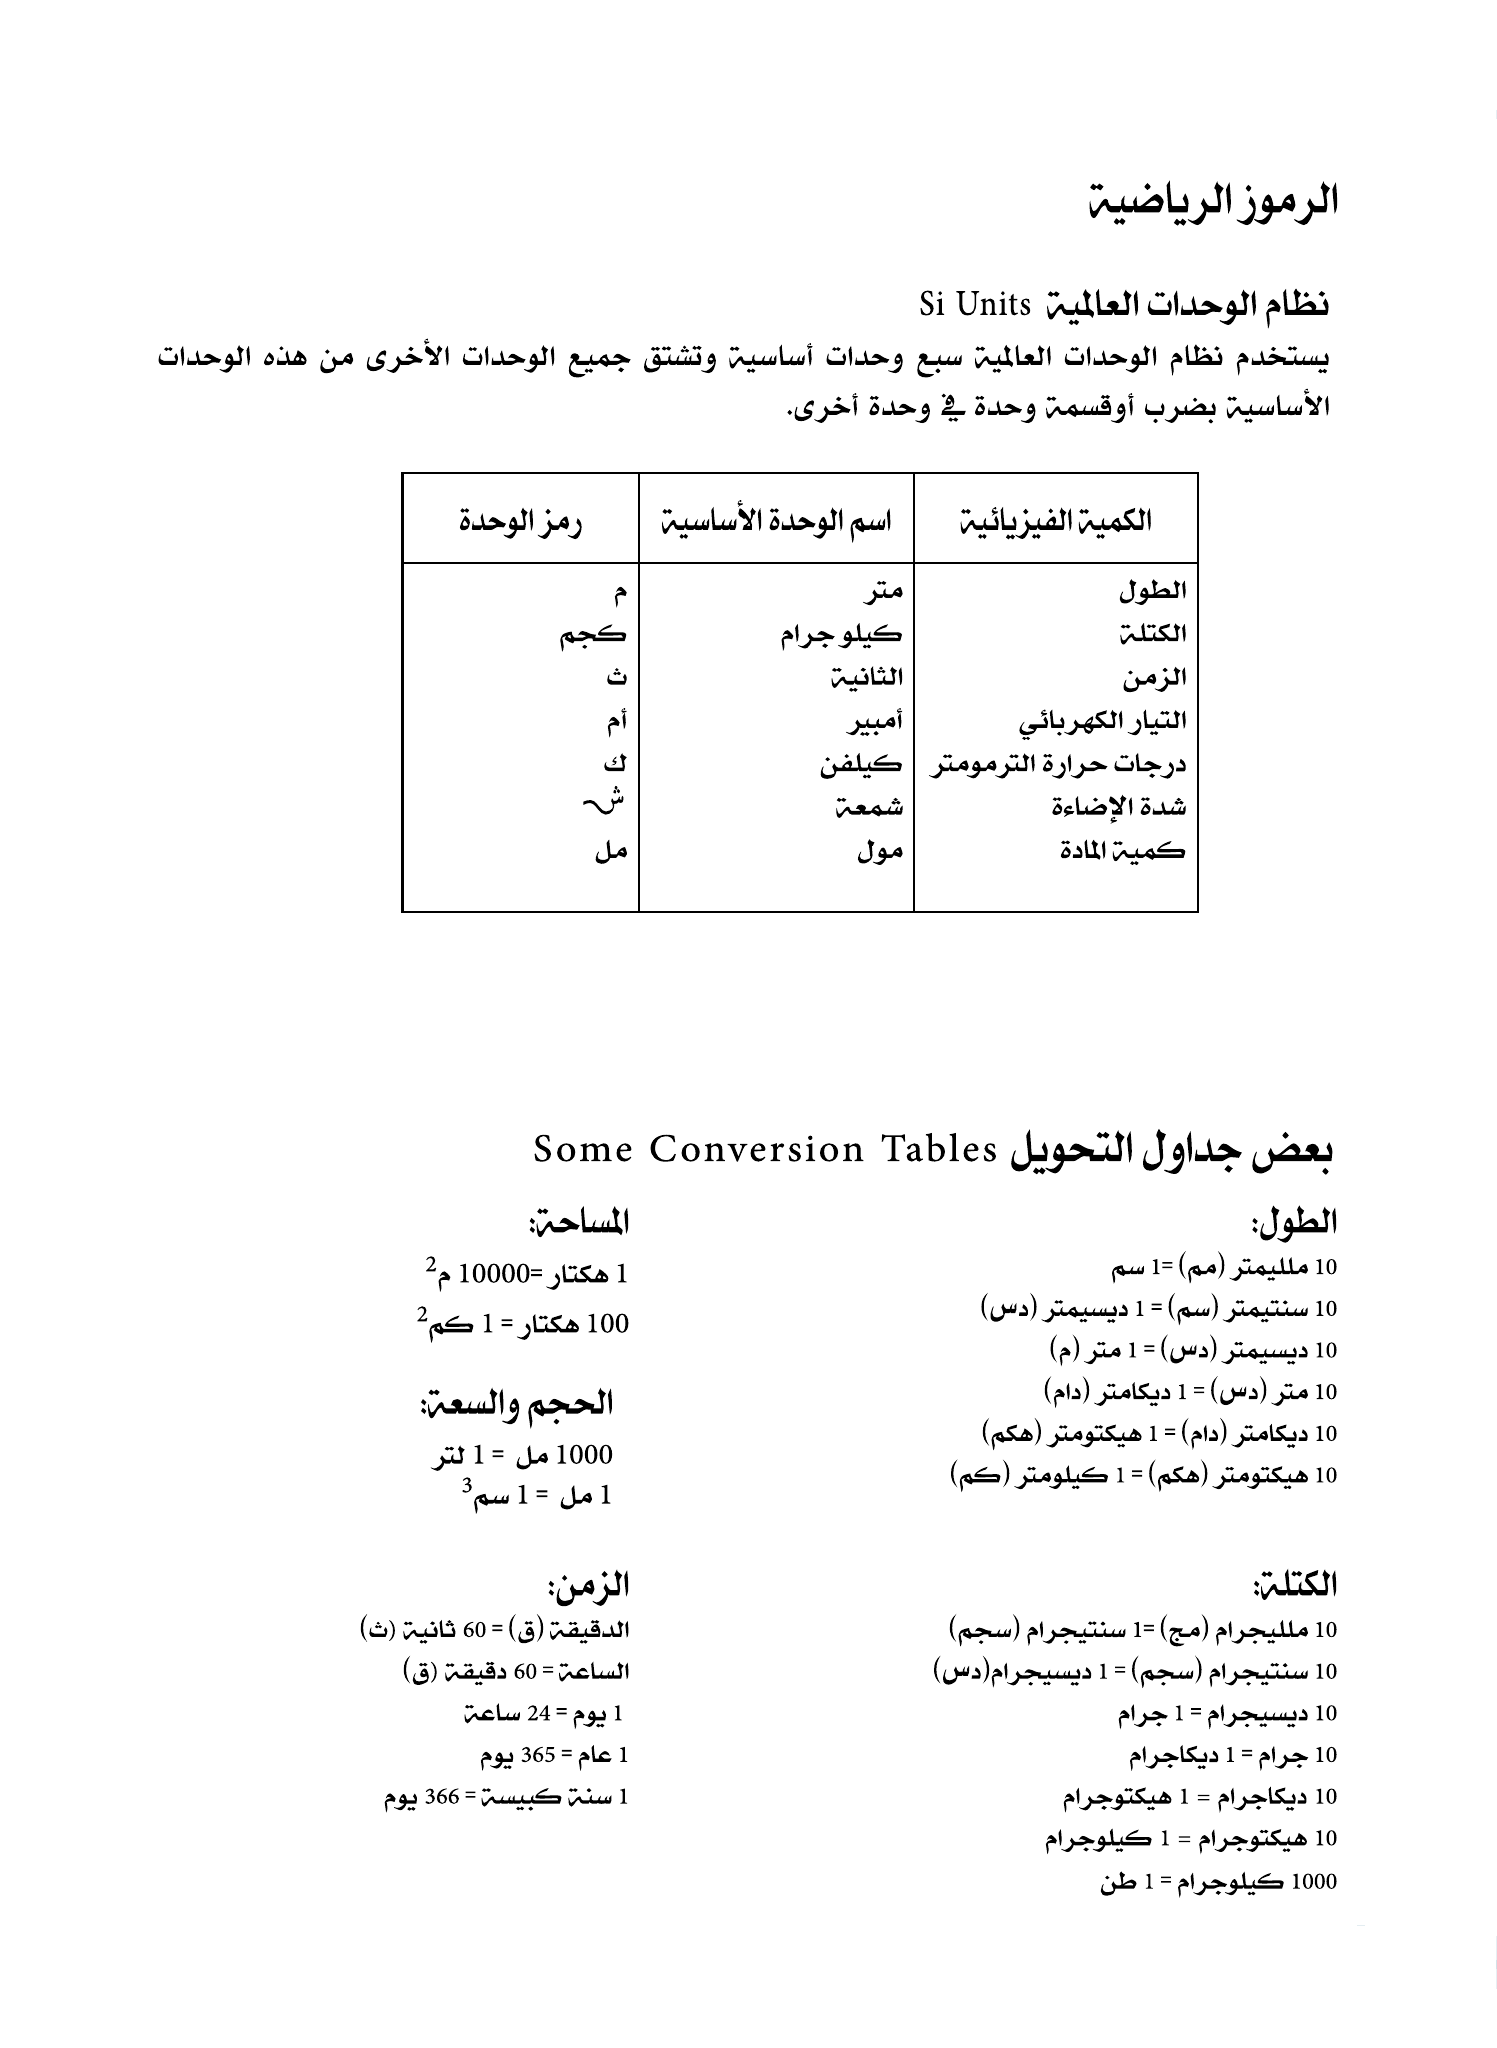 الرموز الرياضية
نظام الوحدات العالمية Si Units
يستخدم نظام الوحدات العالمية سبع وحدات أساسية وتشتق جميع الوحدات الأخرى من هذه الوحدات
الأساسية بضرب أوقسمة وحدة في وحدة أخرى.
الكمية الفيزيائية اسم الوحدة الأساسية رمز الوحدة
الطول متر م
الكتلة كيلو جرام كجم
الزمن الثانية ث
التيار الكهربائي أمبير أم
درجات حرارة الترمومتر كيلفن ك
شدة الإضاءة شمعة ش
كمية المادة مول مل
بعض جداول التحويل Some Conversion Tables
الطول:
10 ملليمتر (مم) =1 سم
10 سنتيمتر (سم) = 1 ديسيمتر (دس)
10 ديسيمتر (دس) = 1 متر (م)
10 متر (دس) = 1 ديكامتر (دام)
10 ديكامتر (دام) = 1 هيكتومتر (هكم)
10 هيكتومتر (هكم) = 1 كيلومتر (كم)
المساحة:
1 هكتار =10000 م²
100 هكتار = 1 كم²
الحجم والسعة:
1000 مل = 1 لتر
1 مل = 1 سم³
الكتلة:
10 ملليجرام (مج) =1 سنتيجرام (سجم)
10 سنتيجرام (سجم) = 1 ديسيجرام(دس)
10 ديسيجرام = 1 جرام
10 جرام = 1 ديكاجرام
10 ديكاجرام = 1 هيكتوجرام
10 هيكتوجرام = 1 كيلوجرام
1000 كيلوجرام = 1 طن
الزمن:
الدقيقة (ق) = 60 ثانية (ث)
الساعة = 60 دقيقة (ق)
1 يوم = 24 ساعة
1 عام = 365 يوم
1 سنة كبيسة = 366 يوم